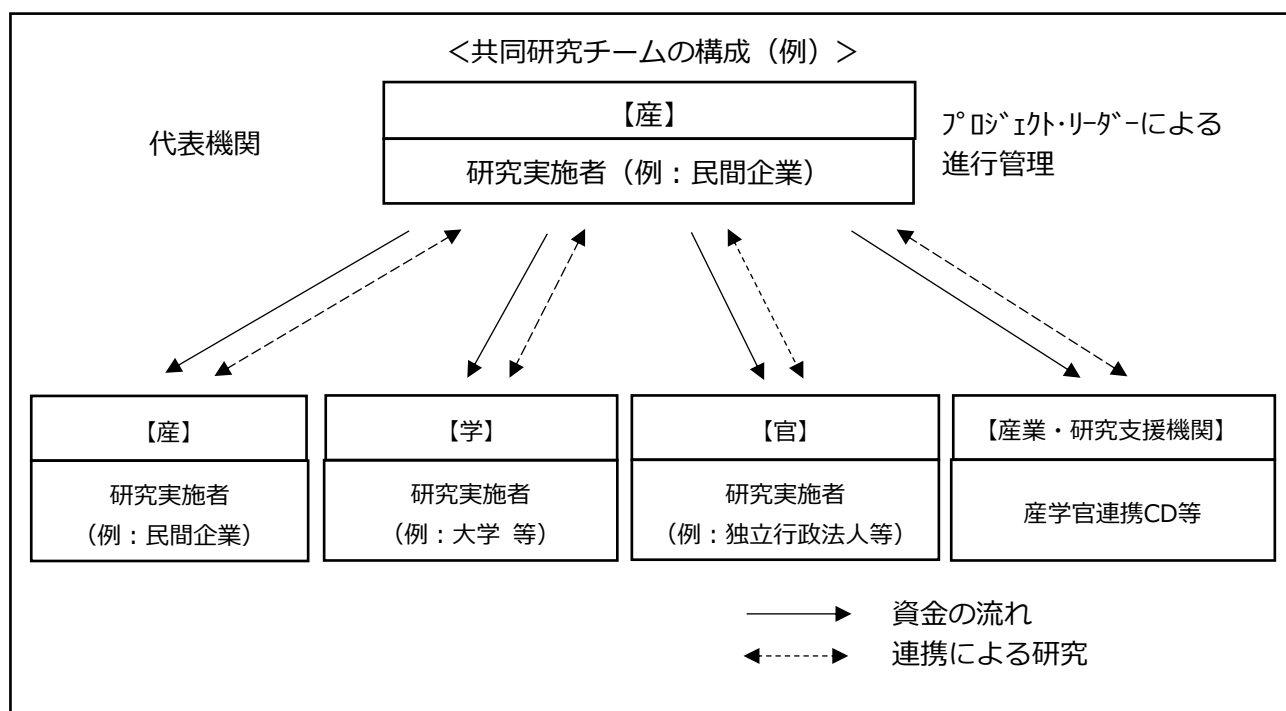 ＜共同研究チームの構成（例）＞
【産】
研究実施者（例：民間企業）
代表機関
ﾌﾟﾛｼﾞｪｸﾄ･ﾘｰﾀﾞｰによる
進行管理
【産】
研究実施者
（例：民間企業）
【学】
研究実施者
（例：大学 等）
【官】
研究実施者
（例：独立行政法人等）
【産業・研究支援機関】
産学官連携CD等
資金の流れ
連携による研究